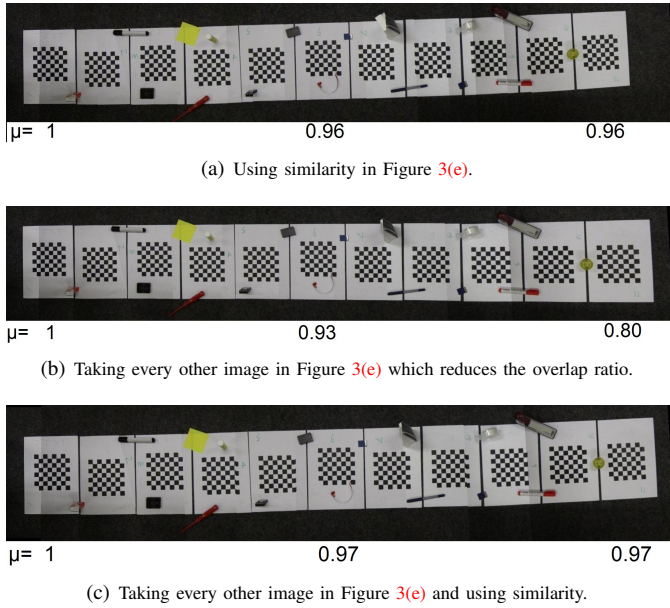 μ= 1 0.96 0.96
(a) Using similarity in Figure 3(e).
μ= 1 0.93 0.80
(b) Taking every other image in Figure 3(e) which reduces the overlap ratio.
μ= 1 0.97 0.97
(c) Taking every other image in Figure 3(e) and using similarity.